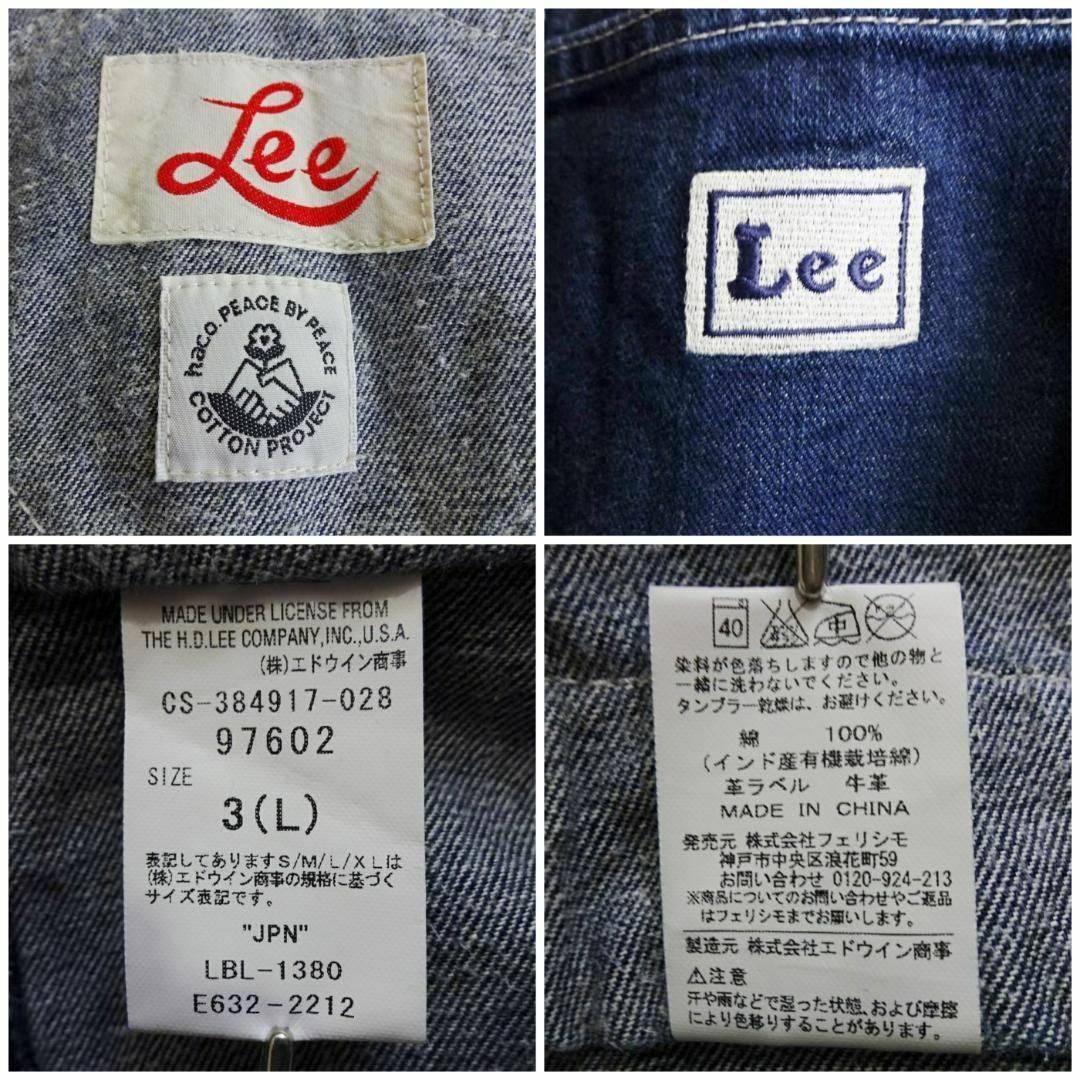 Lee
haco. PEACE BY PEACE
COTTON PROJECT
Lee
MADE UNDER LICENSE FROM
THE H.D.LEE COMPANY,INC.,U.S.A.
(株)エドウイン商事
CS-384917-028
97602
SIZE
3(L)
表記してありますS/M/L/XLは
(株)エドウイン商事の規格に基づく
サイズ表記です。
"JPN"
LBL-1380
E632-2212
40 中
染料が色落ちしますので他の物と
一緒に洗わないでください。
タンブラー乾燥は、お避けください。
綿 100%
(インド産有機栽培綿)
革ラベル 牛革
MADE IN CHINA
発売元 株式会社フェリシモ
神戸市中央区浪花町59
お問い合わせ 0120-924-213
※商品についてのお問い合わせやご返品
はフェリシモまでお願いします。
製造元 株式会社エドウイン商事
⚠注意
汗や雨などで湿った状態、および摩擦
により色移りすることがあります。